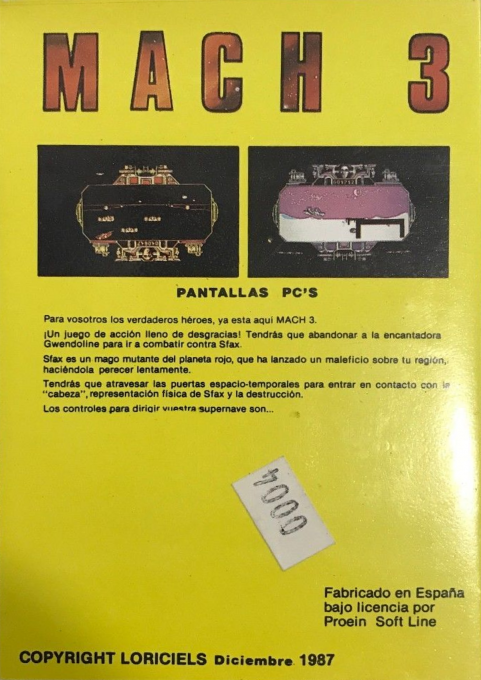 MACH 3
PANTALLAS PC'S
Para vosotros los verdaderos héroes, ya esta aqui MACH 3.
¡Un juego de acción lleno de desgracias! Tendrás que abandonar a la encantadora
Gwendoline para ir a combatir contra Sfax.
Sfax es un mago mutante del planeta rojo, que ha lanzado un maleficio sobre tu región,
haciéndola perecer lentamente.
Tendrás que atravesar las puertas espacio-temporales para entrar en contacto con la
"cabeza", representación física de Sfax y la destrucción.
Los controles para dirigir vuestra supernave son...
4000
Fabricado en España
bajo licencia por
Proein Soft Line
COPYRIGHT LORICIELS Diciembre 1987